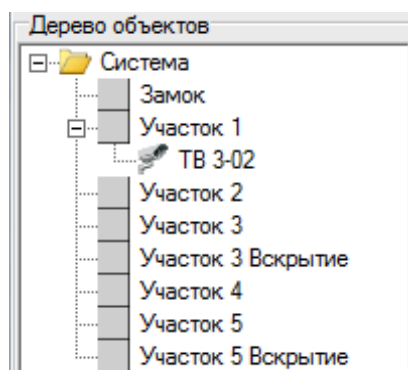 Дерево объектов
Система
Замок
Участок 1
ТВ 3-02
Участок 2
Участок 3
Участок 3 Вскрытие
Участок 4
Участок 5
Участок 5 Вскрытие